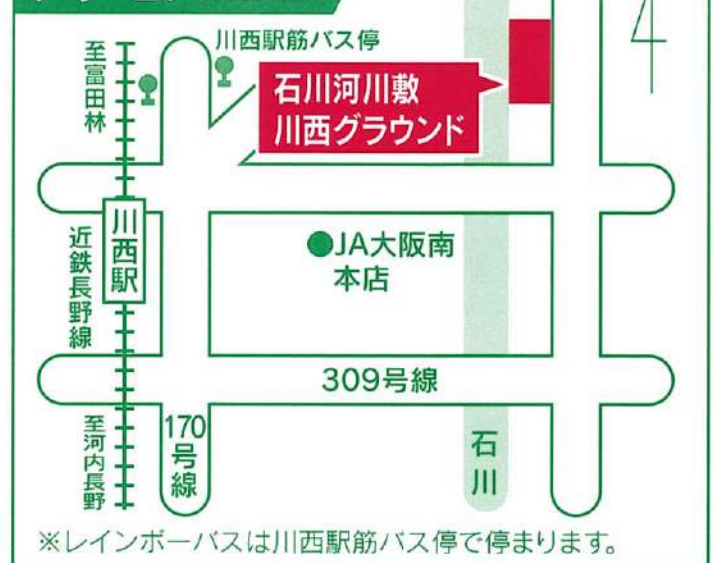 川西駅筋バス停
至富田林
石川河川敷
川西グラウンド
川西駅
近鉄長野線
●JA大阪南
本店
309号線
170号線
石川
至河内長野
※レインボーバスは川西駅筋バス停で停まります。